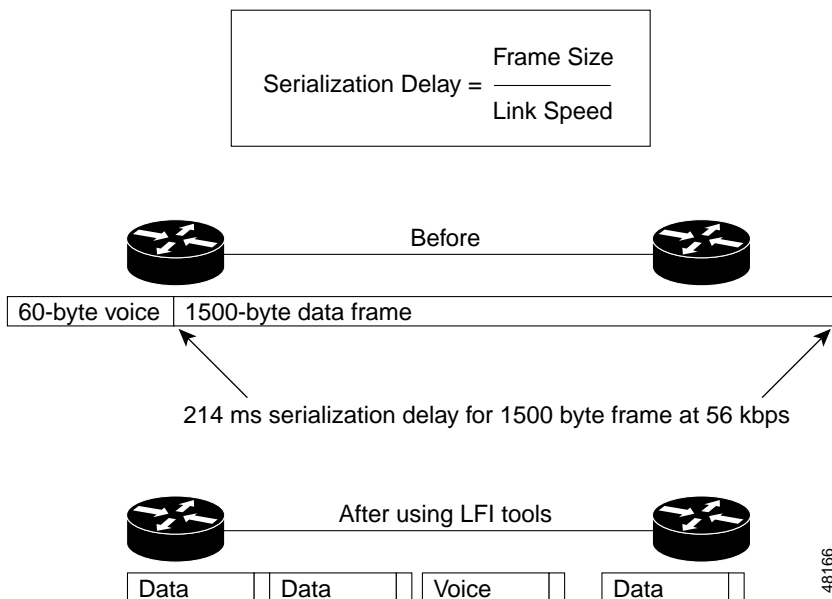 Serialization Delay = Frame Size
Link Speed
Before
60-byte voice 1500-byte data frame
214 ms serialization delay for 1500 byte frame at 56 kbps
After using LFI tools
Data Data Voice Data
48166